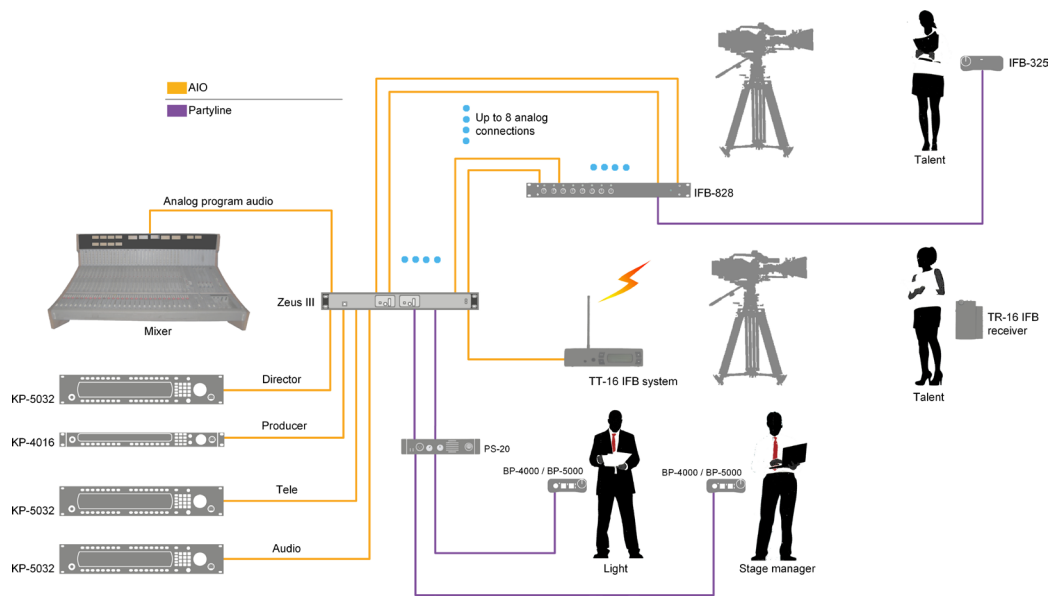 AIO
Partyline
Up to 8 analog
connections
IFB-325
Talent
IFB-828
Analog program audio
Mixer
Zeus III
TT-16 IFB system
TR-16 IFB
receiver
Talent
Director
KP-5032
Producer
KP-4016
Tele
KP-5032
Audio
KP-5032
PS-20
BP-4000 / BP-5000
BP-4000 / BP-5000
Light
Stage manager